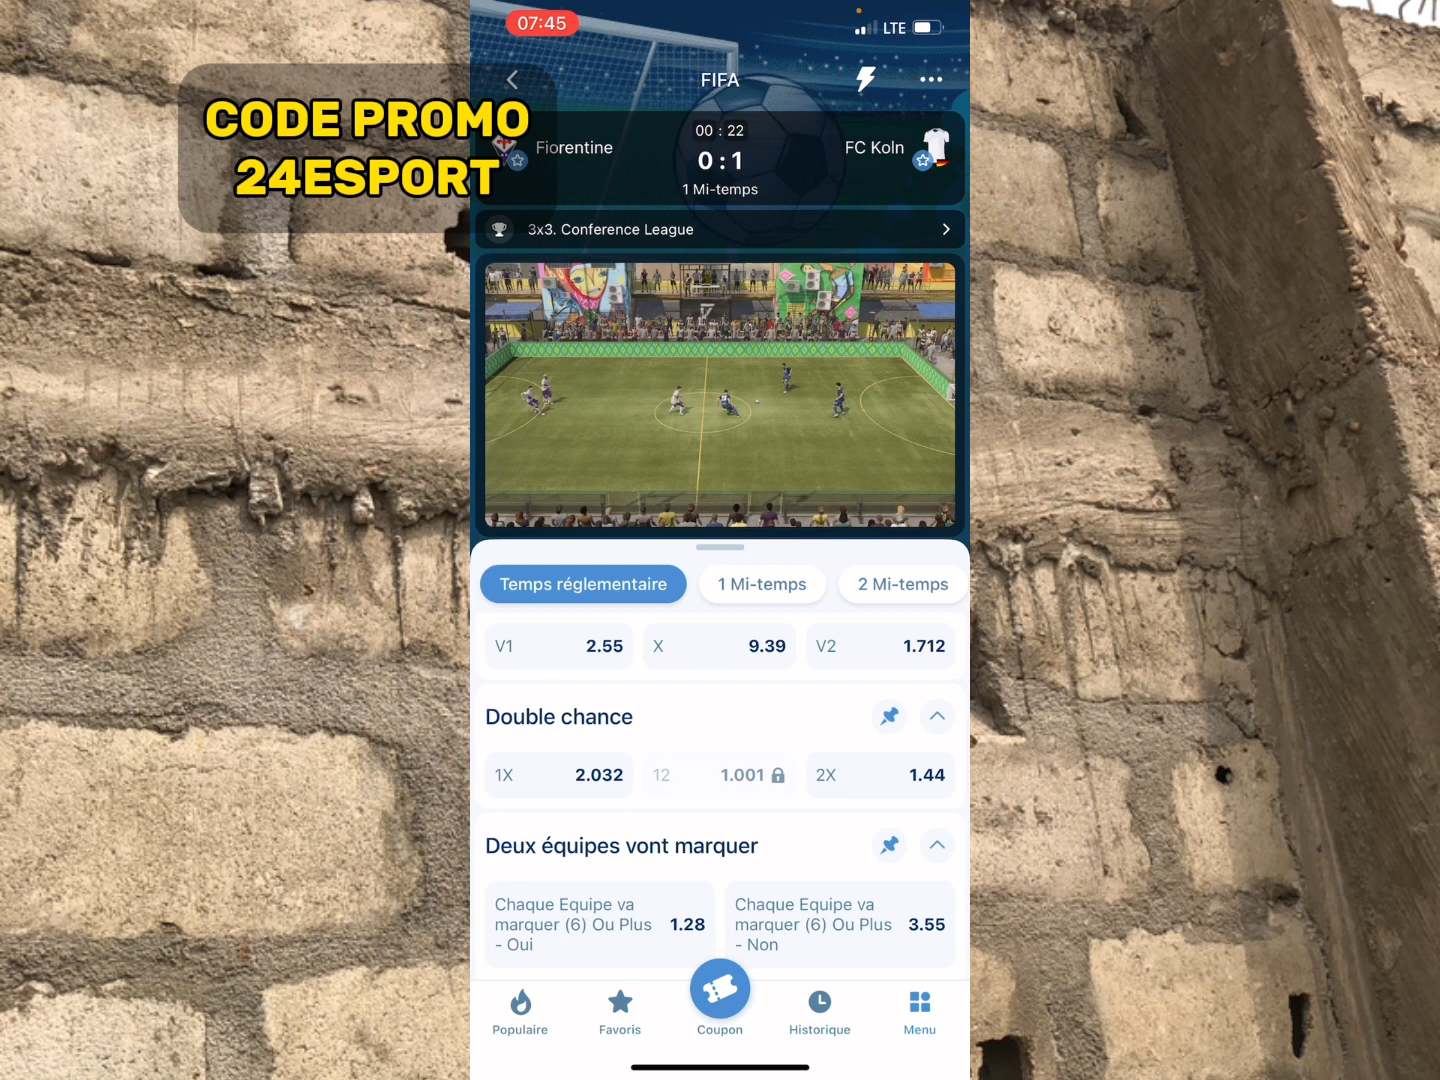 07:45
LTE
FIFA
CODE PROMO
24ESPORT
Fiorentine
00 : 22
0 : 1
1 Mi-temps
FC Koln
3x3. Conference League
Temps réglementaire
1 Mi-temps
2 Mi-temps
V1 2.55
X 9.39
V2 1.712
Double chance
1X 2.032
12 1.001
2X 1.44
Deux équipes vont marquer
Chaque Equipe va
marquer (6) Ou Plus
- Oui
1.28
Chaque Equipe va
marquer (6) Ou Plus
- Non
3.55
Populaire
Favoris
Coupon
Historique
Menu